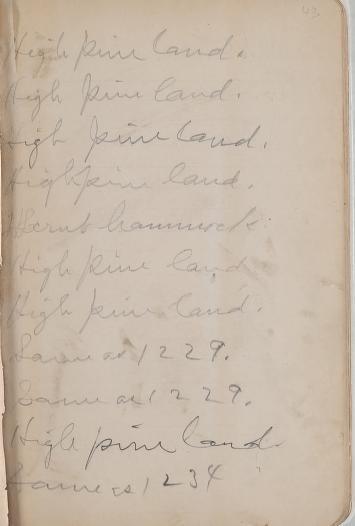 43
High pine land.
High pine land.
High pine land.
High pine land.
Scrub hammock.
High pine land
High pine land.
Same as 1229.
Same as 1229.
High pine land.
Same as 1234